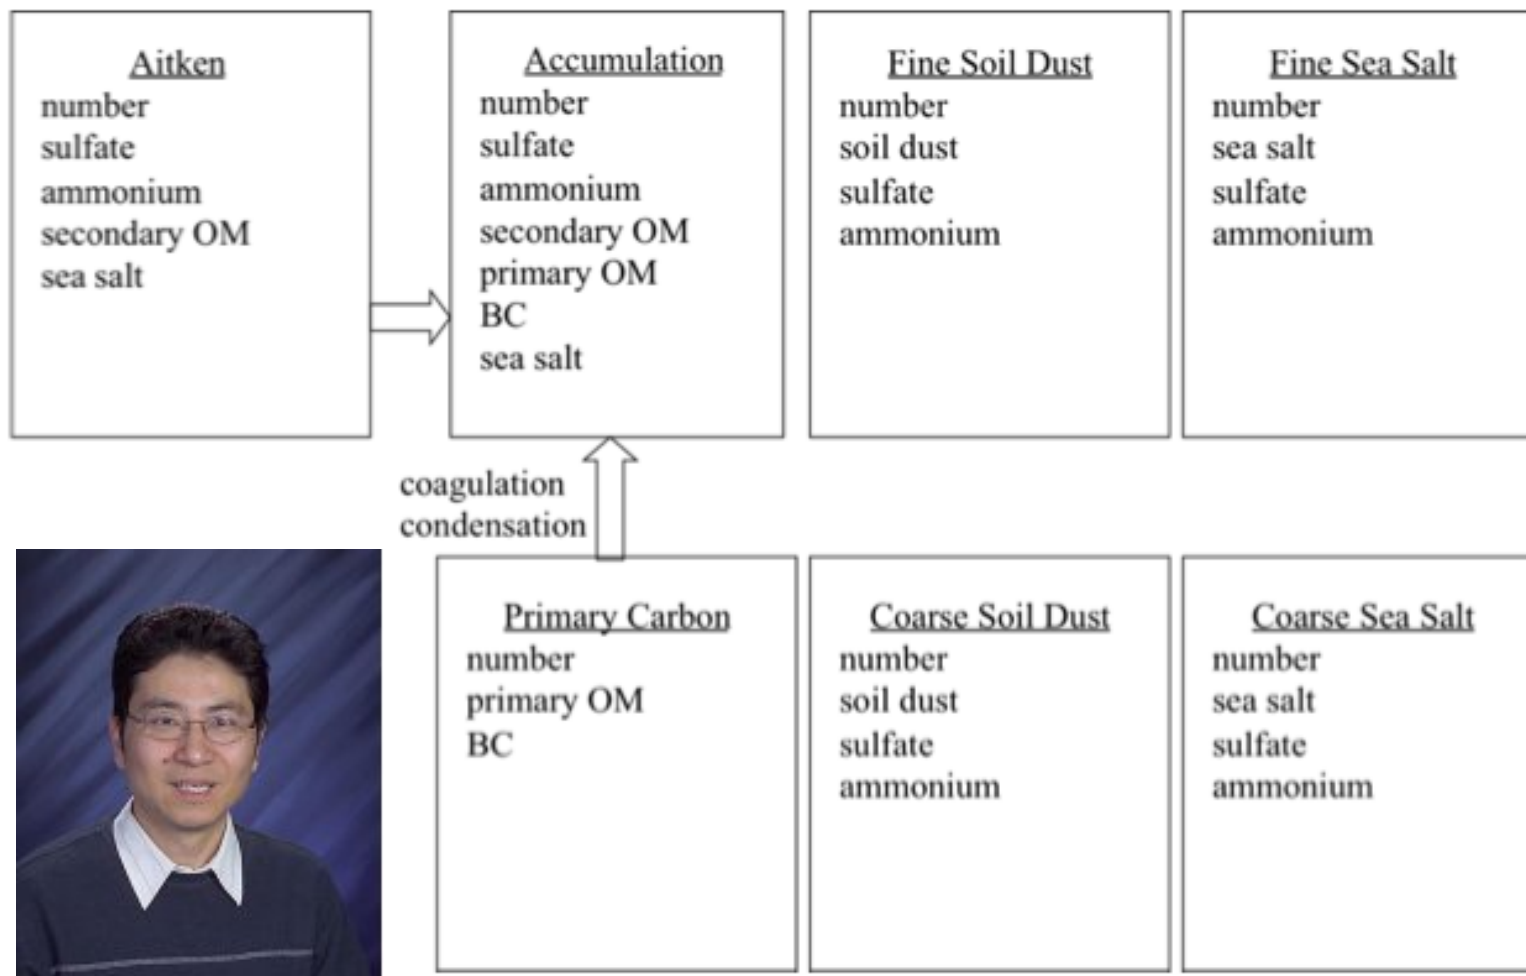 Aitken
number
sulfate
ammonium
secondary OM
sea salt
Accumulation
number
sulfate
ammonium
secondary OM
primary OM
BC
sea salt
Fine Soil Dust
number
soil dust
sulfate
ammonium
Fine Sea Salt
number
sea salt
sulfate
ammonium
coagulation
condensation
Primary Carbon
number
primary OM
BC
Coarse Soil Dust
number
soil dust
sulfate
ammonium
Coarse Sea Salt
number
sea salt
sulfate
ammonium